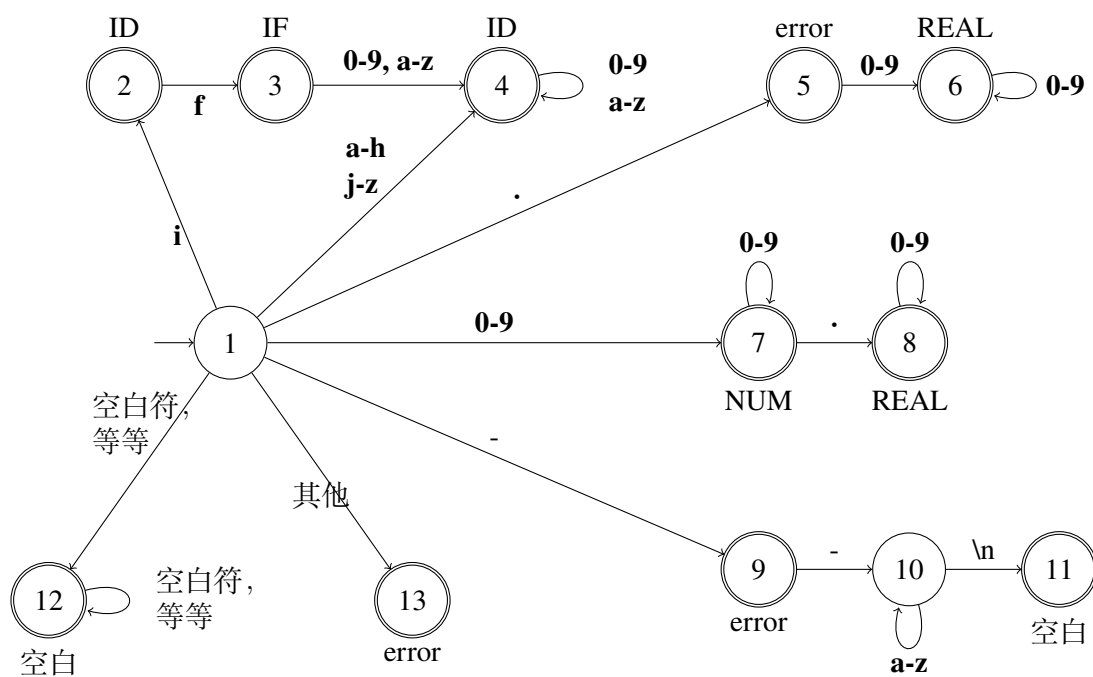 ID
IF
ID
error
REAL
2
f
3
0-9, a-z
4
0-9
a-z
5
0-9
6
0-9
a-h
j-z
.
i
0-9
0-9
1
0-9
7
.
8
NUM
REAL
空白符，
等等
-
其他
12
空白符，
等等
空白
13
error
9
-
10
\n
11
error
空白
a-z